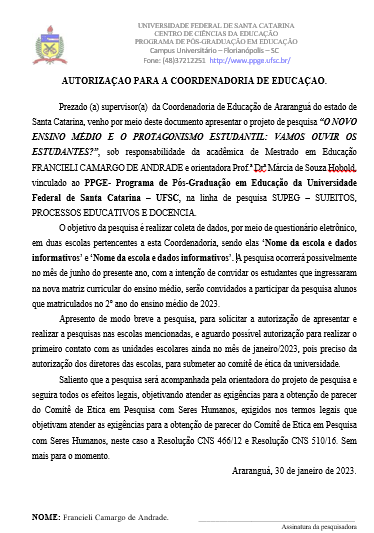 UNIVERSIDADE FEDERAL DE SANTA CATARINA
CENTRO DE CIÊNCIAS DA EDUCAÇÃO
PROGRAMA DE PÓS-GRADUAÇÃO EM EDUCAÇÃO
Campus Universitário – Florianópolis – SC
Fone: (48)37212251 http://www.ppge.ufsc.br/
AUTORIZAÇAO PARA A COORDENADORIA DE EDUCAÇAO.
Prezado (a) supervisor(a) da Coordenadoria de Educação de Araranguá do estado de
Santa Catarina, venho por meio deste documento apresentar o projeto de pesquisa “O NOVO
ENSINO MÉDIO E O PROTAGONISMO ESTUDANTIL: VAMOS OUVIR OS
ESTUDANTES?”, sob responsabilidade da acadêmica de Mestrado em Educação
FRANCIELI CAMARGO DE ANDRADE e orientadora Prof.ª Drª Márcia de Souza Hobold,
vinculado ao PPGE- Programa de Pós-Graduação em Educação da Universidade
Federal de Santa Catarina – UFSC, na linha de pesquisa SUPEG – SUJEITOS,
PROCESSOS EDUCATIVOS E DOCENCIA.
O objetivo da pesquisa é realizar coleta de dados, por meio de questionário eletrônico,
em duas escolas pertencentes a esta Coordenadoria, sendo elas ‘Nome da escola e dados
informativos’ e ‘Nome da escola e dados informativos’. A pesquisa ocorrerá possivelmente
no mês de junho do presente ano, com a intenção de convidar os estudantes que ingressaram
na nova matriz curricular do ensino médio, serão convidados a participar da pesquisa alunos
que matriculados no 2º ano do ensino médio de 2023.
Apresento de modo breve a pesquisa, para solicitar a autorização de apresentar e
realizar a pesquisas nas escolas mencionadas, e aguardo possível autorização para realizar o
primeiro contato com as unidades escolares ainda no mês de janeiro/2023, pois preciso da
autorização dos diretores das escolas, para submeter ao comitê de ética da universidade.
Saliento que a pesquisa será acompanhada pela orientadora do projeto de pesquisa e
seguira todos os efeitos legais, objetivando atender as exigências para a obtenção de parecer
do Comitê de Etica em Pesquisa com Seres Humanos, exigidos nos termos legais que
objetivam atender as exigências para a obtenção de parecer do Comitê de Etica em Pesquisa
com Seres Humanos, neste caso a Resolução CNS 466/12 e Resolução CNS 510/16. Sem
mais para o momento.
Araranguá, 30 de janeiro de 2023.
NOME: Francieli Camargo de Andrade.
Assinatura da pesquisadora